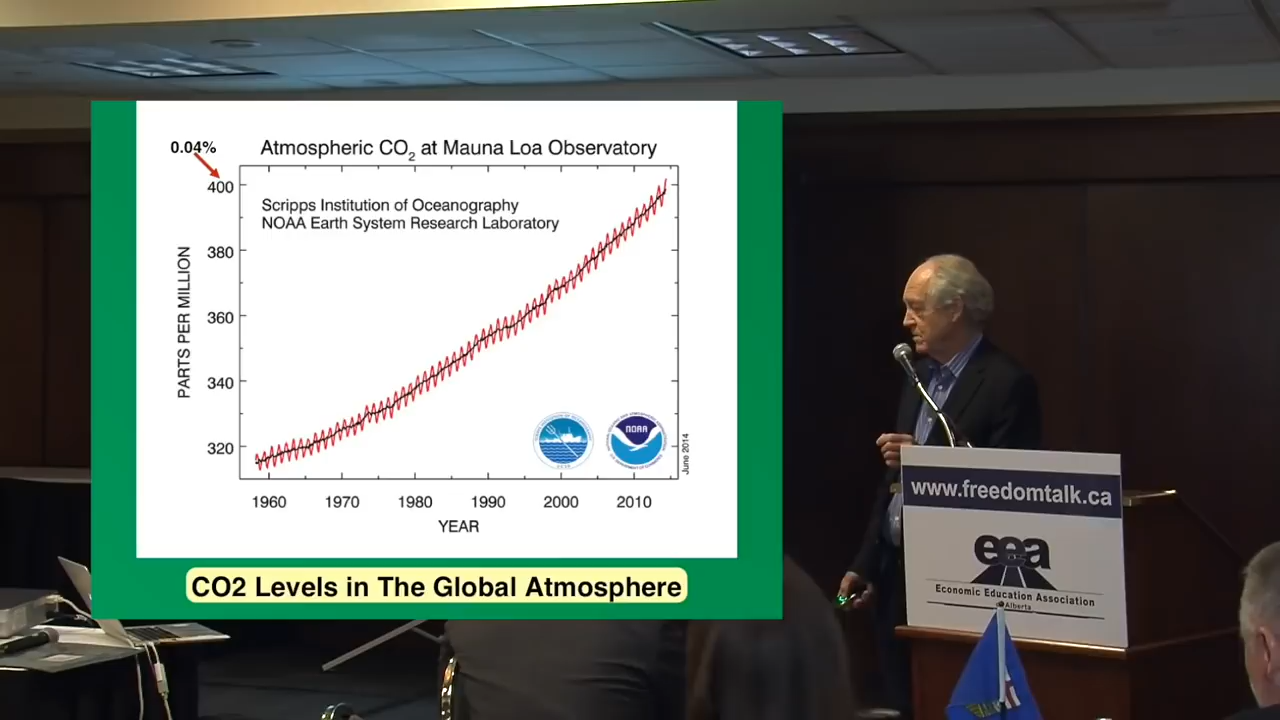 0.04%
Atmospheric CO2 at Mauna Loa Observatory
400
Scripps Institution of Oceanography
NOAA Earth System Research Laboratory
380
360
340
320
PARTS PER MILLION
NOAA
June 2014
1960 1970 1980 1990 2000 2010
YEAR
CO2 Levels in The Global Atmosphere
www.freedomtalk.ca
eea
Economic Education Association
of Alberta